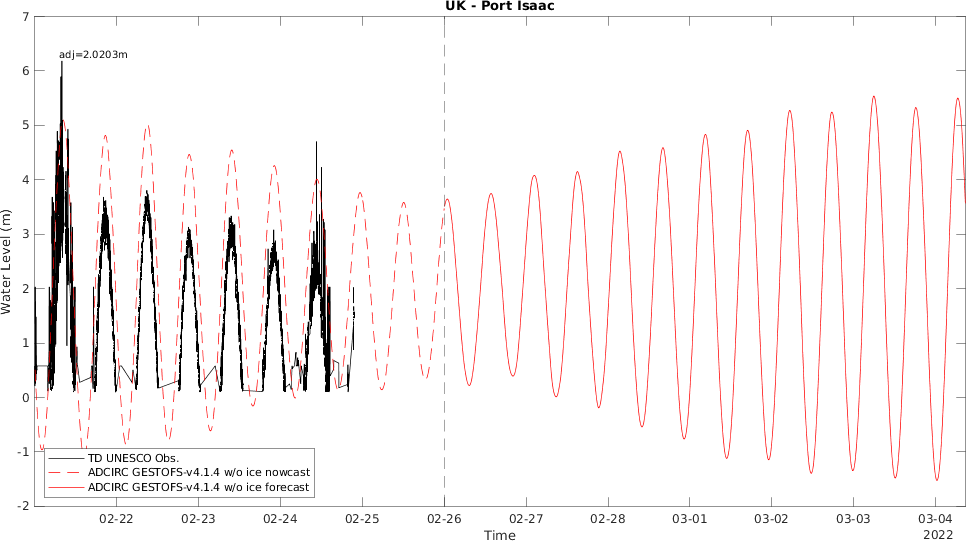 UK - Port Isaac
adj=2.0203m
Water Level (m)
7
6
5
4
3
2
1
0
-1
-2
TD UNESCO Obs.
ADCIRC GESTOFS-v4.1.4 w/o ice nowcast
ADCIRC GESTOFS-v4.1.4 w/o ice forecast
02-22 02-23 02-24 02-25 02-26 02-27 02-28 03-01 03-02 03-03 03-04
Time
2022